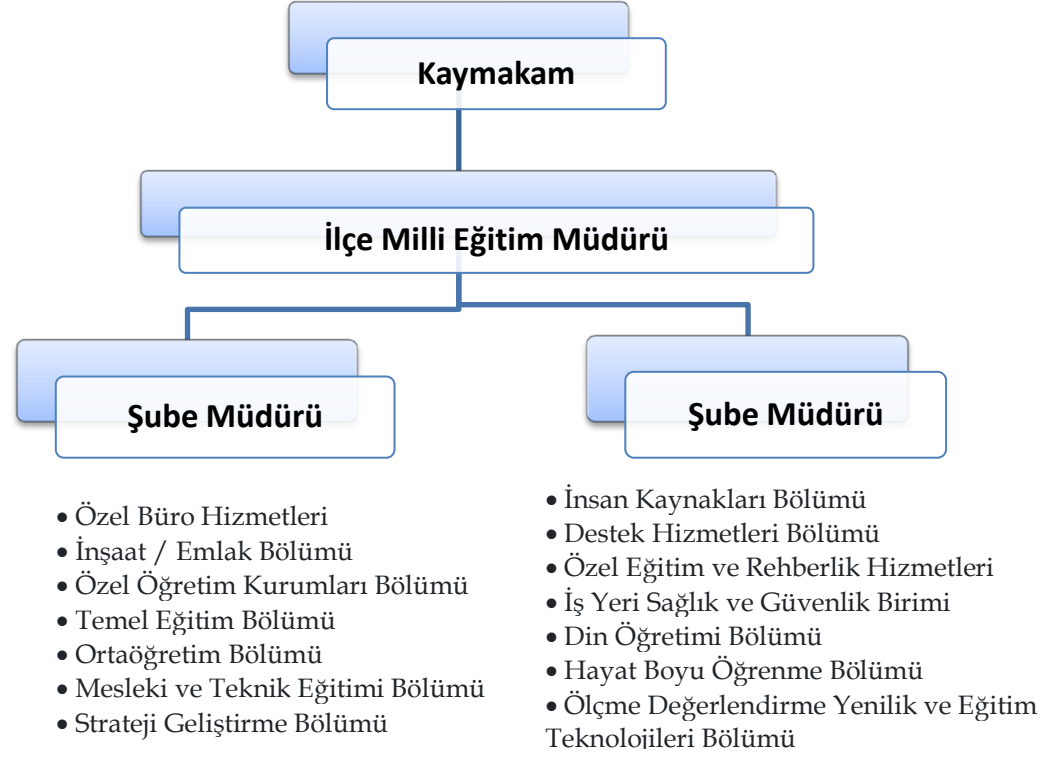 Kaymakam
İlçe Milli Eğitim Müdürü
Şube Müdürü
• Özel Büro Hizmetleri
• İnşaat / Emlak Bölümü
• Özel Öğretim Kurumları Bölümü
• Temel Eğitim Bölümü
• Ortaöğretim Bölümü
• Mesleki ve Teknik Eğitimi Bölümü
• Strateji Geliştirme Bölümü
Şube Müdürü
• İnsan Kaynakları Bölümü
• Destek Hizmetleri Bölümü
• Özel Eğitim ve Rehberlik Hizmetleri
• İş Yeri Sağlık ve Güvenlik Birimi
• Din Öğretimi Bölümü
• Hayat Boyu Öğrenme Bölümü
• Ölçme Değerlendirme Yenilik ve Eğitim
Teknolojileri Bölümü